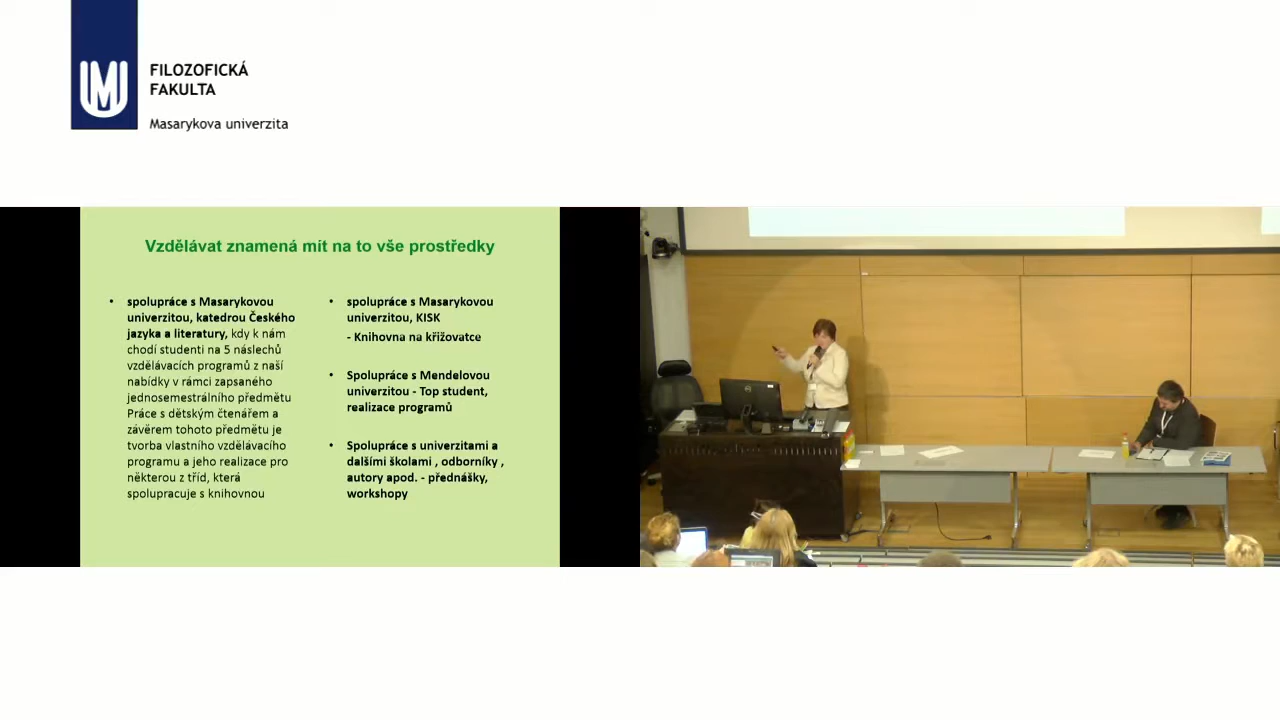 FILOZOFICKÁ
FAKULTA
Masarykova univerzita
Vzdělávat znamená mít na to vše prostředky
• spolupráce s Masarykovou
univerzitou, katedrou Českého
jazyka a literatury, kdy k nám
chodí studenti na 5 náslechů
vzdělávacích programů z naší
nabídky v rámci zapsaného
jednosemestrálního předmětu
Práce s dětským čtenářem a
závěrem tohoto předmětu je
tvorba vlastního vzdělávacího
programu a jeho realizace pro
některou z tříd, která
spolupracuje s knihovnou
• spolupráce s Masarykovou
univerzitou, KISK
- Knihovna na křižovatce
• Spolupráce s Mendelovou
univerzitou - Top student,
realizace programů
• Spolupráce s univerzitami a
dalšími školami , odborníky ,
autory apod. - přednášky,
workshopy